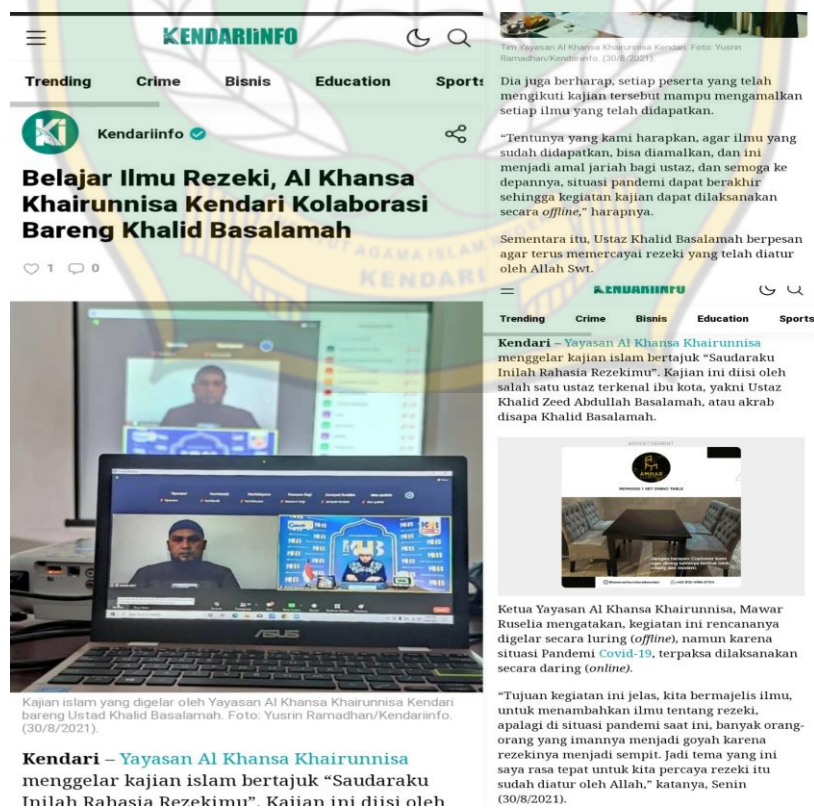 KENDARIINFO
Trending Crime Bisnis Education Sports
Kendariinfo
Belajar Ilmu Rezeki, Al Khansa
Khairunnisa Kendari Kolaborasi
Bareng Khalid Basalamah
1 0
AGAMA ISLAM
KENDARI
ASUS
Kajian islam yang digelar oleh Yayasan Al Khansa Khairunnisa Kendari
bareng Ustad Khalid Basalamah. Foto: Yusrin Ramadhan/Kendariinfo.
(30/8/2021).
Kendari – Yayasan Al Khansa Khairunnisa
menggelar kajian islam bertajuk “Saudaraku
Inilah Rahasia Rezekimu”. Kajian ini diisi oleh
Tim Yayasan Al Khansa Khairunnisa Kendari. Foto: Yusrin
Ramadhan/Kendariinfo. (30/8/2021).
Dia juga berharap, setiap peserta yang telah
mengikuti kajian tersebut mampu mengamalkan
setiap ilmu yang telah didapatkan.
“Tentunya yang kami harapkan, agar ilmu yang
sudah didapatkan, bisa diamalkan, dan ini
menjadi amal jariah bagi ustaz, dan semoga ke
depannya, situasi pandemi dapat berakhir
sehingga kegiatan kajian dapat dilaksanakan
secara offline,” harapnya.
Sementara itu, Ustaz Khalid Basalamah berpesan
agar terus memercayai rezeki yang telah diatur
oleh Allah Swt.
KENDARIINFO
Trending Crime Bisnis Education Sports
Kendari – Yayasan Al Khansa Khairunnisa
menggelar kajian islam bertajuk “Saudaraku
Inilah Rahasia Rezekimu”. Kajian ini diisi oleh
salah satu ustaz terkenal ibu kota, yakni Ustaz
Khalid Zeed Abdullah Basalamah, atau akrab
disapa Khalid Basalamah.
ADVERTISEMENT
AMMAR
Ketua Yayasan Al Khansa Khairunnisa, Mawar
Ruselia mengatakan, kegiatan ini rencananya
digelar secara luring (offline), namun karena
situasi Pandemi Covid-19, terpaksa dilaksanakan
secara daring (online).
“Tujuan kegiatan ini jelas, kita bermajelis ilmu,
untuk menambahkan ilmu tentang rezeki,
apalagi di situasi pandemi saat ini, banyak orang-
orang yang imannya menjadi goyah karena
rezekinya menjadi sempit. Jadi tema yang ini
saya rasa tepat untuk kita percaya rezeki itu
sudah diatur oleh Allah,” katanya, Senin
(30/8/2021).